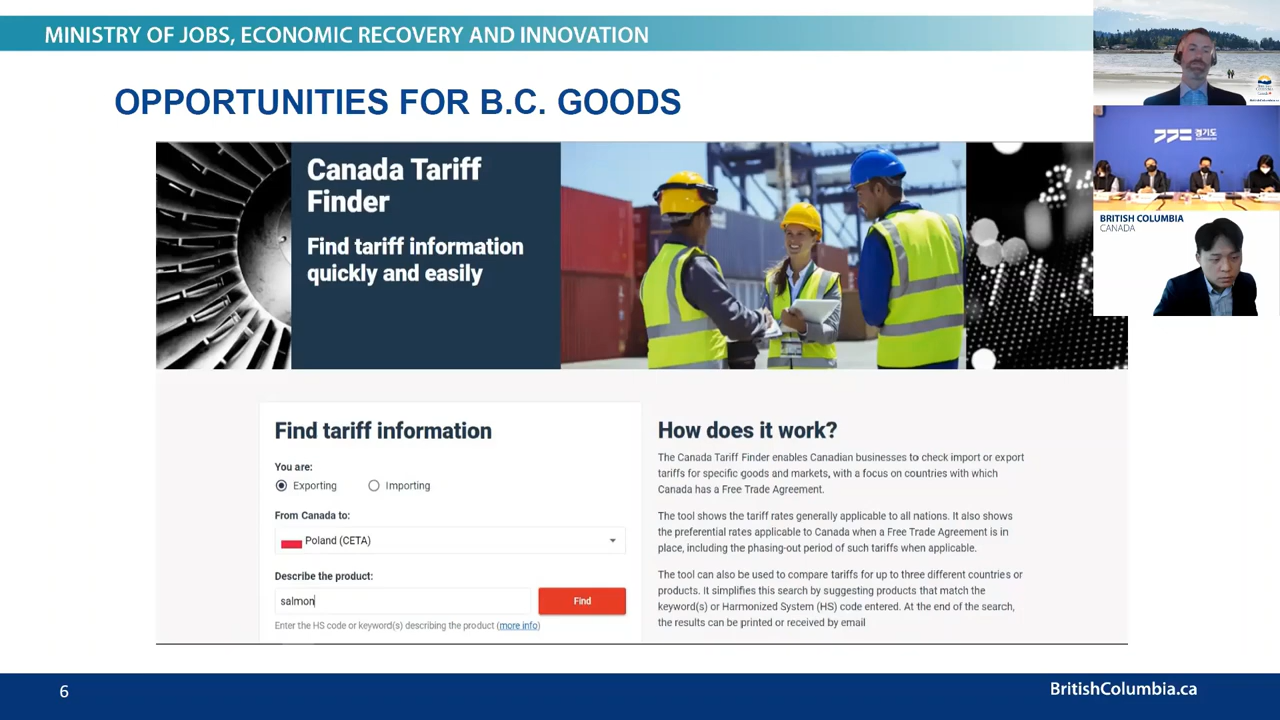 MINISTRY OF JOBS, ECONOMIC RECOVERY AND INNOVATION
OPPORTUNITIES FOR B.C. GOODS
Canada Tariff
Finder
Find tariff information
quickly and easily
경기도
BRITISH COLUMBIA
CANADA
Find tariff information
You are:
Exporting
Importing
From Canada to:
Poland (CETA)
Describe the product:
salmon
Find
Enter the HS code or keyword(s) describing the product (more info)
How does it work?
The Canada Tariff Finder enables Canadian businesses to check import or export
tariffs for specific goods and markets, with a focus on countries with which
Canada has a Free Trade Agreement.
The tool shows the tariff rates generally applicable to all nations. It also shows
the preferential rates applicable to Canada when a Free Trade Agreement is in
place, including the phasing-out period of such tariffs when applicable.
The tool can also be used to compare tariffs for up to three different countries or
products. It simplifies this search by suggesting products that match the
keyword(s) or Harmonized System (HS) code entered. At the end of the search,
the results can be printed or received by email
6
BritishColumbia.ca